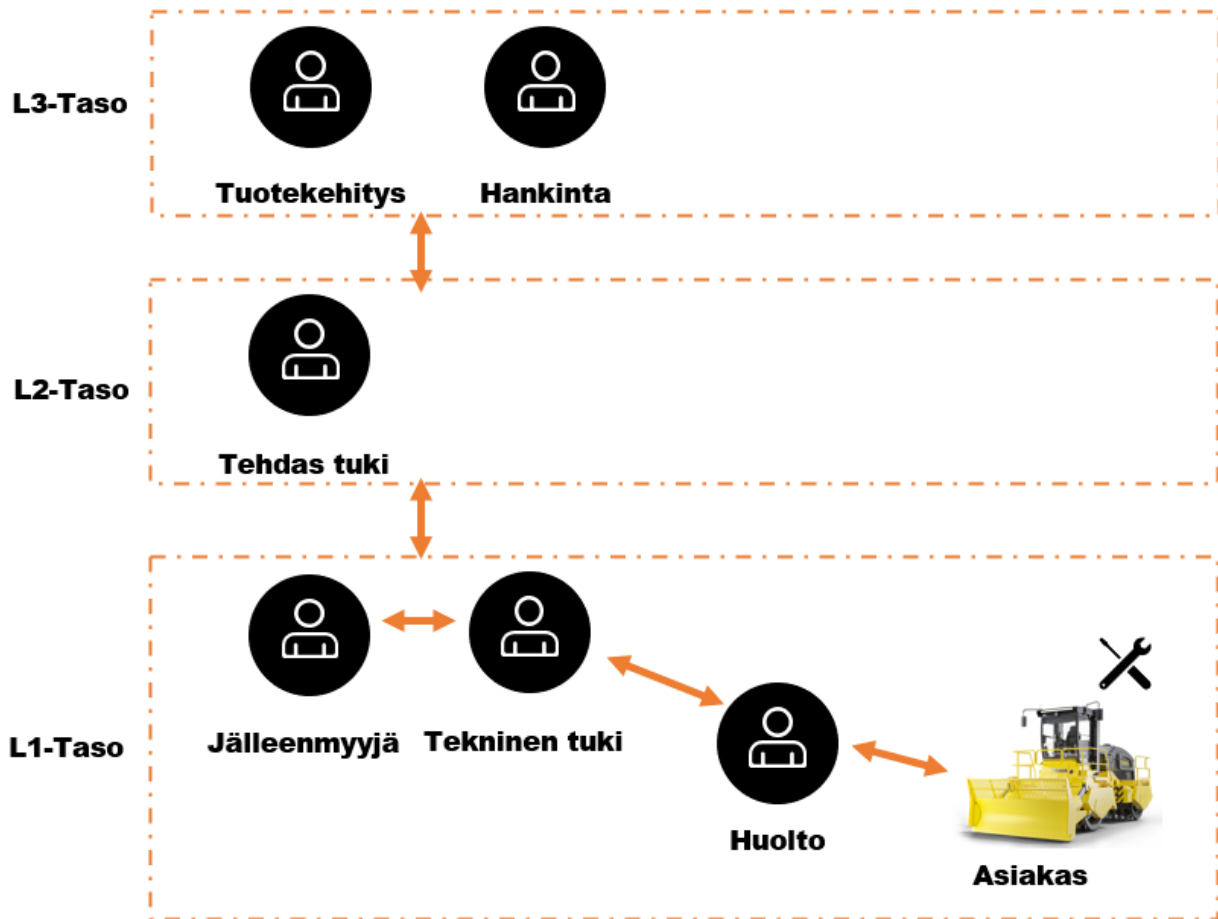 L3-Taso
Tuotekehitys
Hankinta
L2-Taso
Tehdas tuki
L1-Taso
Jälleenmyyjä
Tekninen tuki
Huolto
Asiakas